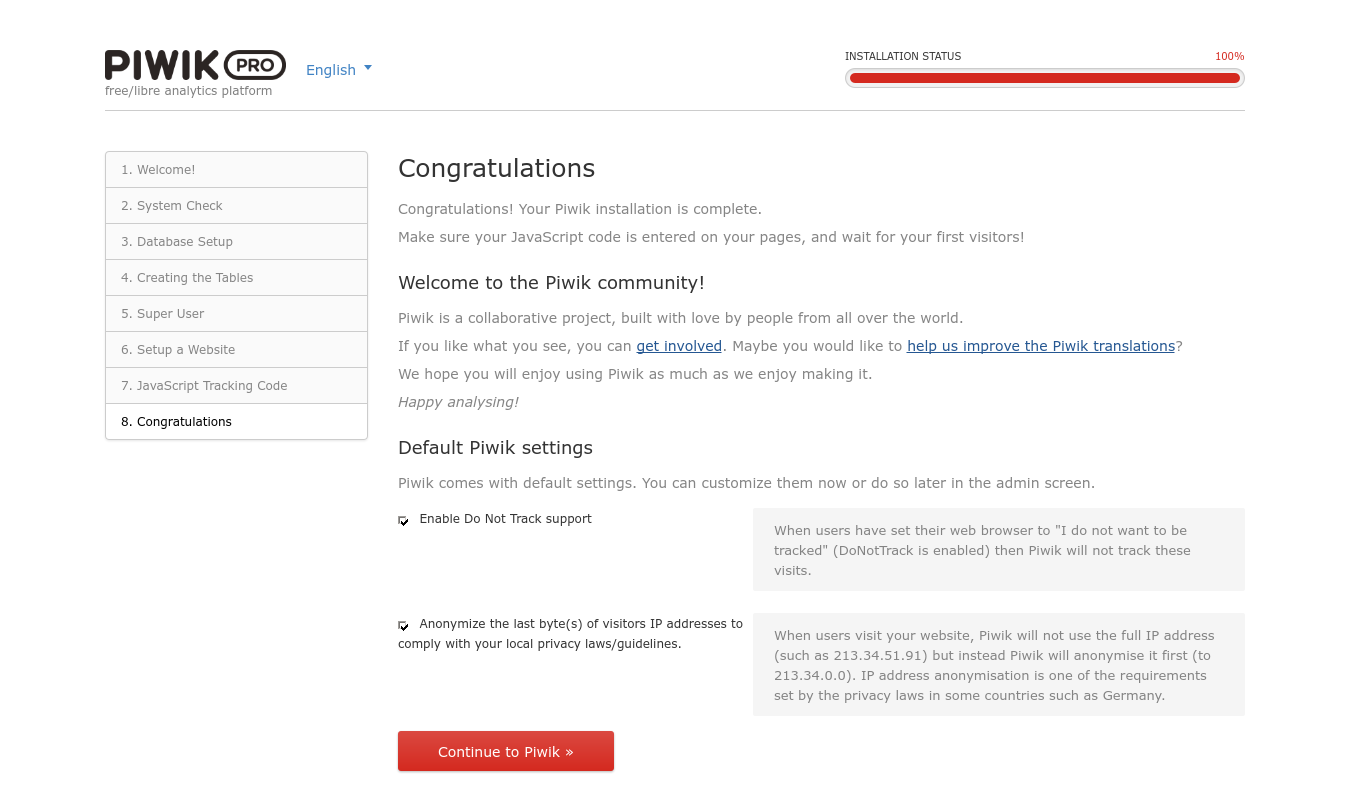 PIWIK PRO
free/libre analytics platform
English
INSTALLATION STATUS
100%
1. Welcome!
2. System Check
3. Database Setup
4. Creating the Tables
5. Super User
6. Setup a Website
7. JavaScript Tracking Code
8. Congratulations
Congratulations
Congratulations! Your Piwik installation is complete.
Make sure your JavaScript code is entered on your pages, and wait for your first visitors!
Welcome to the Piwik community!
Piwik is a collaborative project, built with love by people from all over the world.
If you like what you see, you can get involved. Maybe you would like to help us improve the Piwik translations?
We hope you will enjoy using Piwik as much as we enjoy making it.
Happy analysing!
Default Piwik settings
Piwik comes with default settings. You can customize them now or do so later in the admin screen.
Enable Do Not Track support
When users have set their web browser to "I do not want to be
tracked" (DoNotTrack is enabled) then Piwik will not track these
visits.
Anonymize the last byte(s) of visitors IP addresses to
comply with your local privacy laws/guidelines.
When users visit your website, Piwik will not use the full IP address
(such as 213.34.51.91) but instead Piwik will anonymise it first (to
213.34.0.0). IP address anonymisation is one of the requirements
set by the privacy laws in some countries such as Germany.
Continue to Piwik »